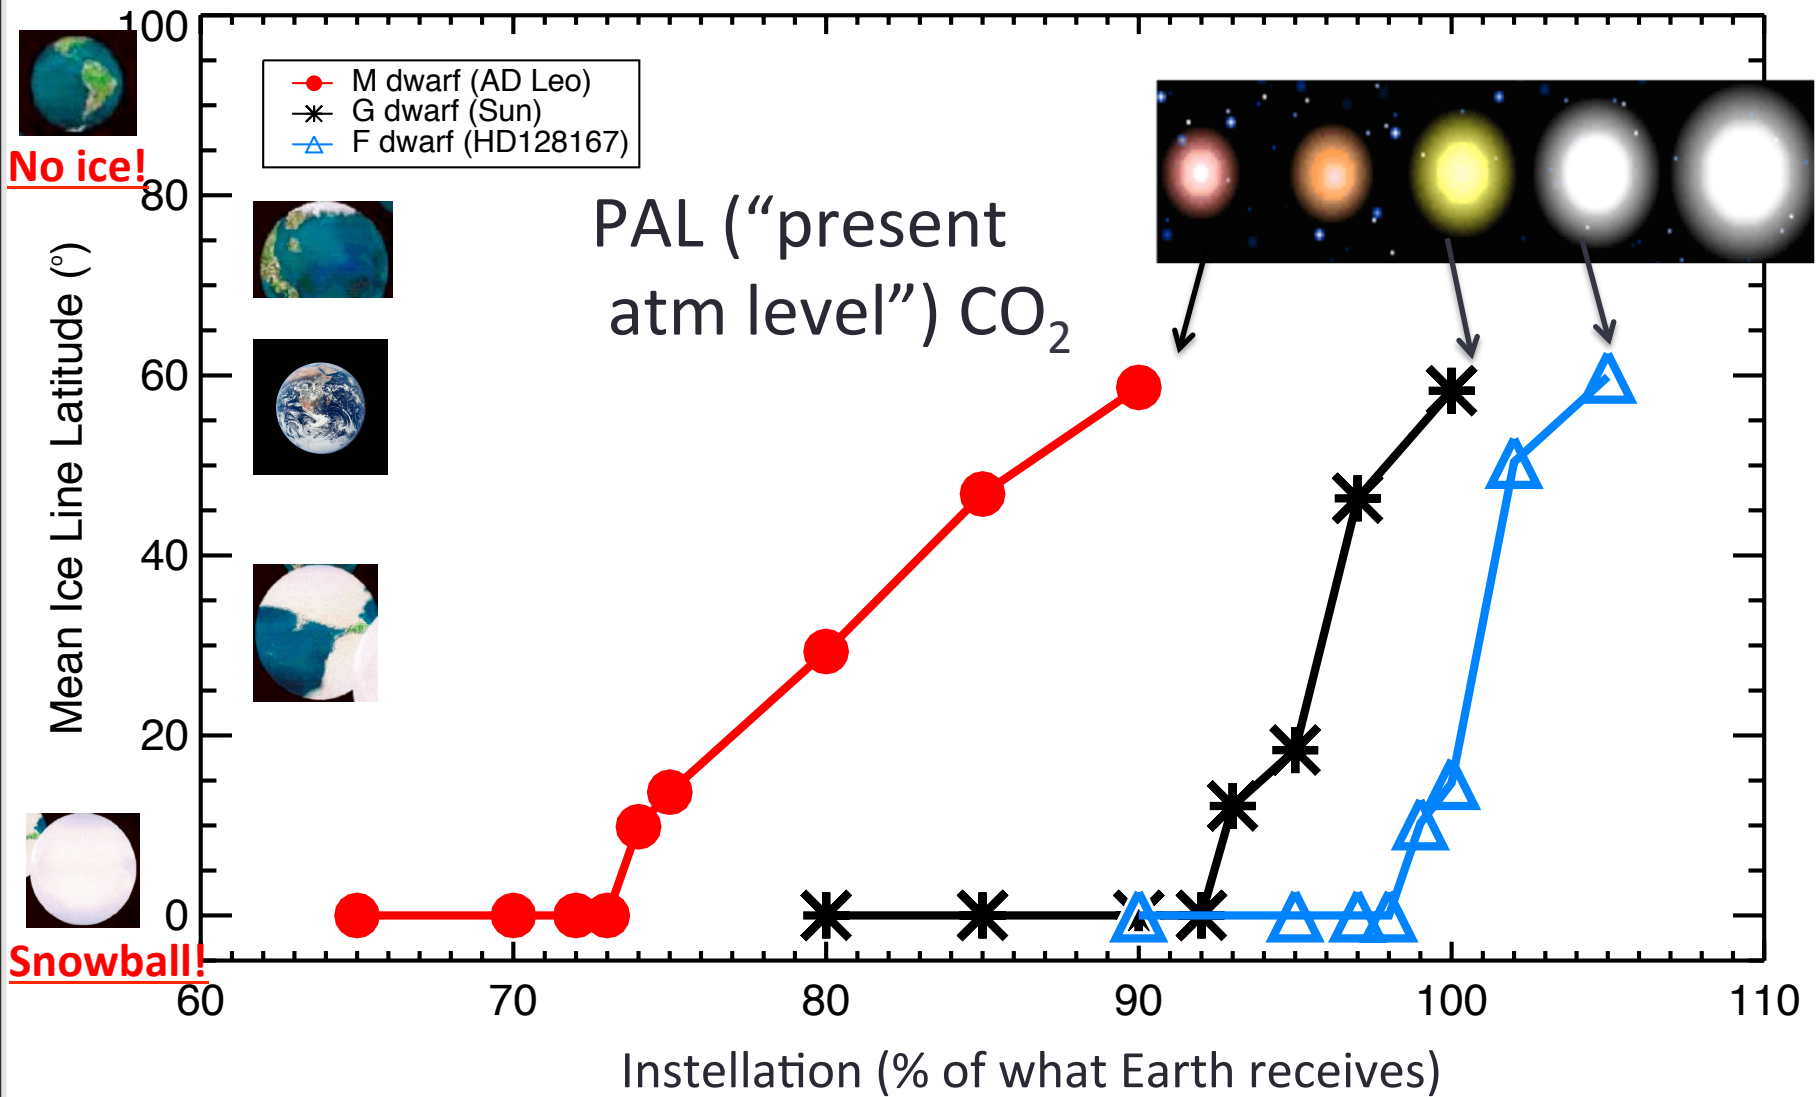 100
No ice!
80
60
40
20
0
Snowball!
Mean Ice Line Latitude (°)
M dwarf (AD Leo)
G dwarf (Sun)
F dwarf (HD128167)
PAL (“present
atm level”) CO₂
60 70 80 90 100 110
Instellation (% of what Earth receives)